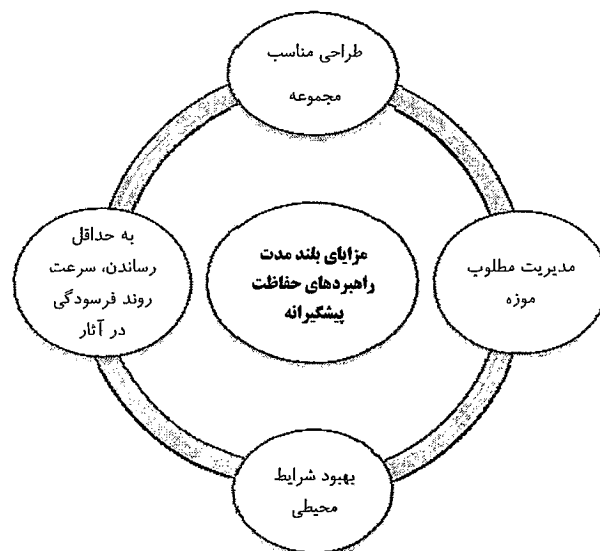 طراحی مناسب
مجموعه
مدیریت مطلوب
موزه
بهبود شرایط
محیطی
به حداقل
رساندن، سرعت
روند فرسودگی
در آثار
مزایای بلند مدت
راهبردهای حفاظت
پیشگیرانه